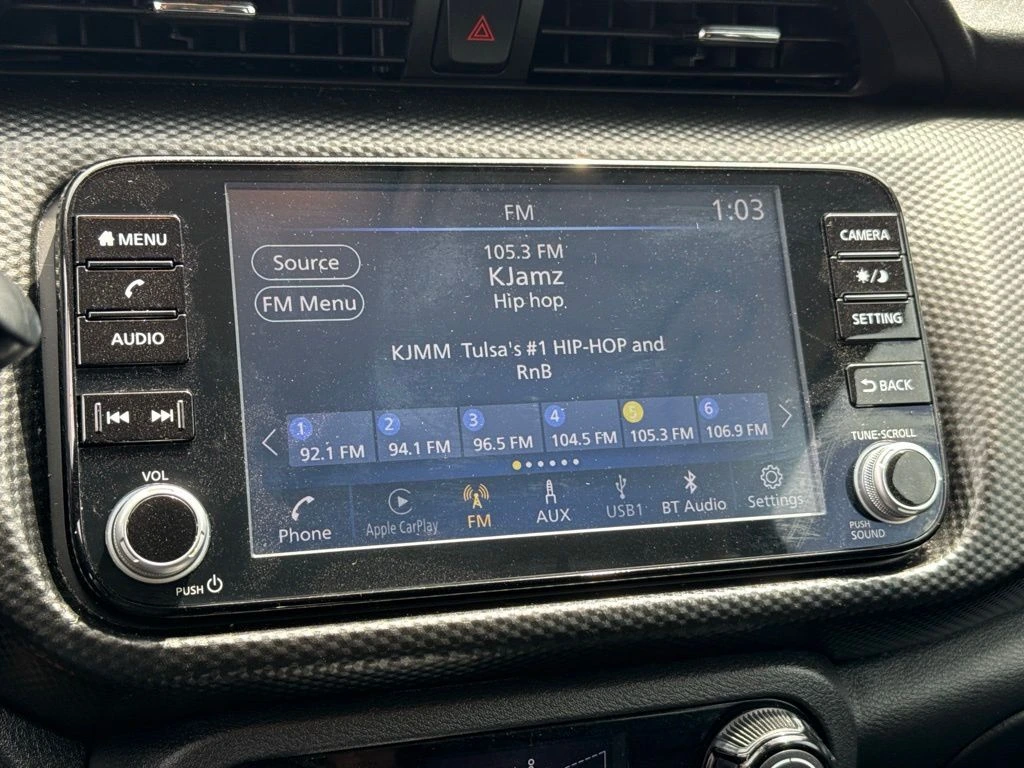 FM
1:03
MENU
AUDIO
VOL
PUSH
Source
FM Menu
105.3 FM
KJamz
Hip hop
KJMM Tulsa's #1 HIP-HOP and
RnB
1 2 3 4 5 6
92.1 FM 94.1 FM 96.5 FM 104.5 FM 105.3 FM 106.9 FM
Phone Apple CarPlay FM AUX USB1 BT Audio Settings
CAMERA
SETTING
BACK
TUNE·SCROLL
PUSH
SOUND